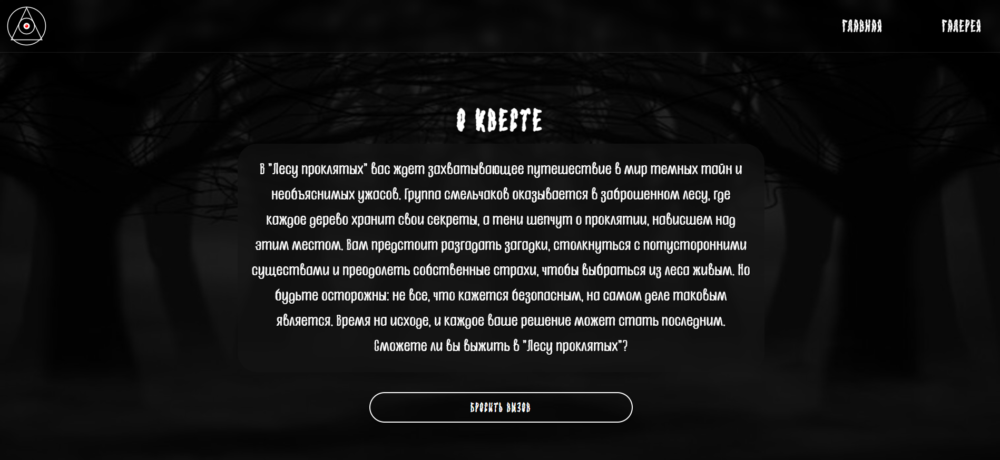 ГЛАВНАЯ
ГАЛЕРЕЯ
О КВЕСТЕ
В "Лесу проклятых" вас ждет захватывающее путешествие в мир темных тайн и
необъяснимых ужасов. Группа смельчаков оказывается в заброшенном лесу, где
каждое дерево хранит свои секреты, а тени шепчут о проклятии, нависшем над
этим местом. Вам предстоит разгадать загадки, столкнуться с потусторонними
существами и преодолеть собственные страхи, чтобы выбраться из леса живым. Но
будьте осторожны: не все, что кажется безопасным, на самом деле таковым
является. Время на исходе, и каждое ваше решение может стать последним.
Сможете ли вы выжить в "Лесу проклятых"?
БРОСИТЬ ВЫЗОВ